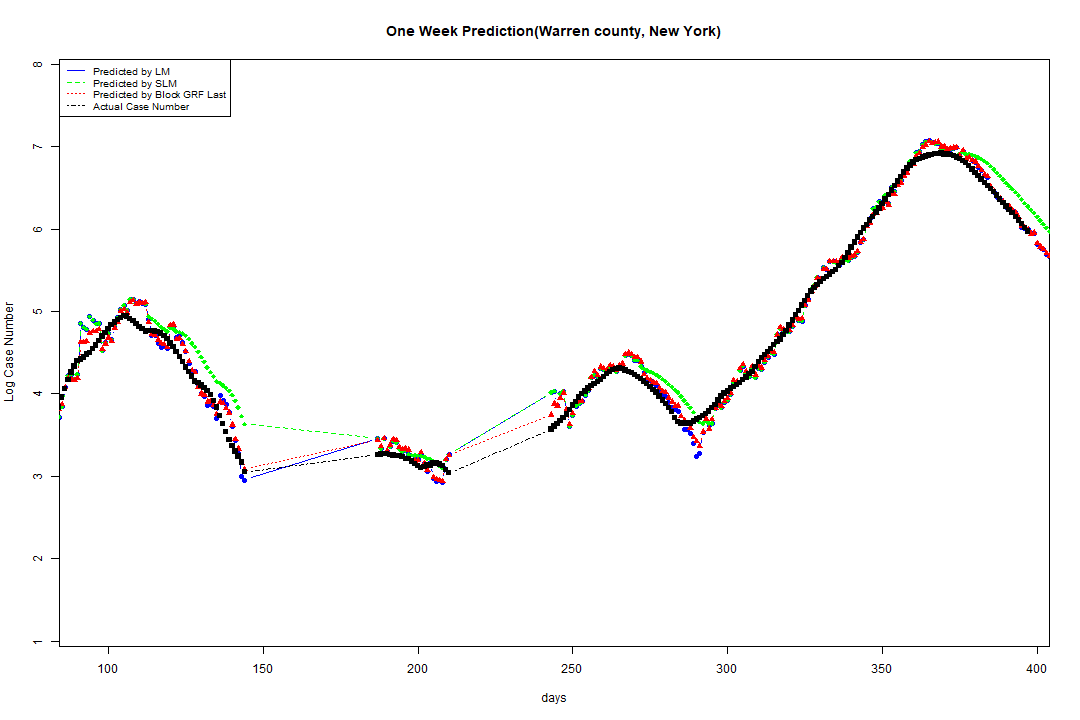 One Week Prediction(Warren county, New York)
Predicted by LM
Predicted by SLM
Predicted by Block GRF Last
Actual Case Number
Log Case Number
8
7
6
5
4
3
2
1
100 150 200 250 300 350 400
days